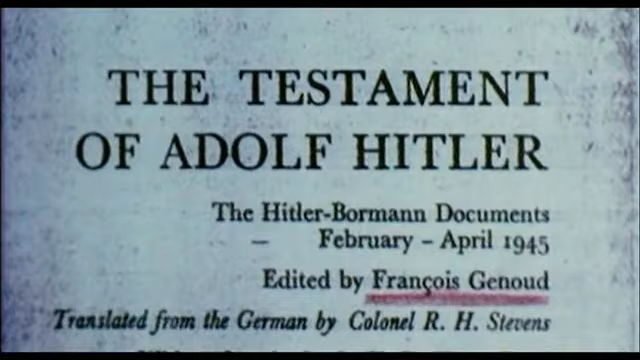 THE TESTAMENT
OF ADOLF HITLER
The Hitler-Bormann Documents
– February – April 1945
Edited by François Genoud
Translated from the German by Colonel R. H. Stevens